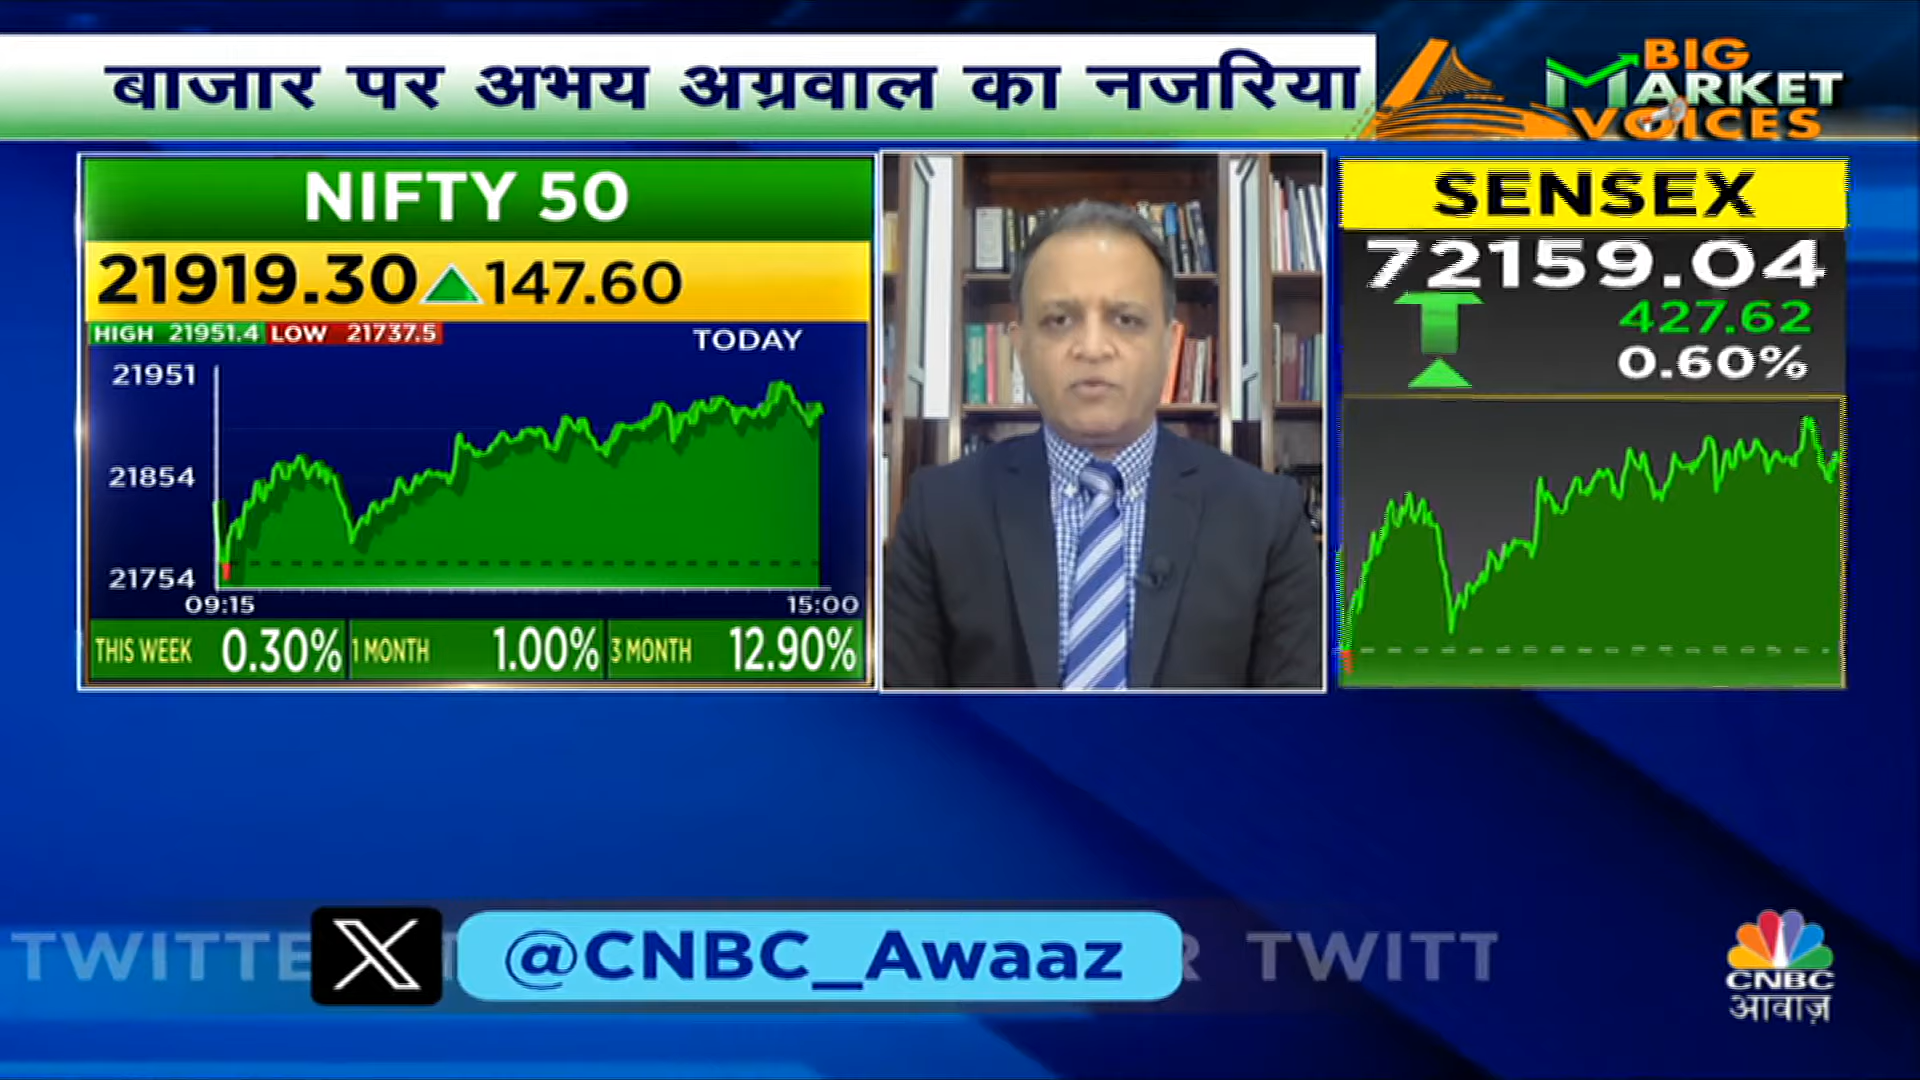 बाजार पर अभय अग्रवाल का नजरिया
BIG
MARKET
VOICES
NIFTY 50
21919.30 147.60
HIGH 21951.4 LOW 21737.5
TODAY
21951
21854
21754
09:15 15:00
THIS WEEK 0.30% 1 MONTH 1.00% 3 MONTH 12.90%
SENSEX
72159.04
427.62
0.60%
TWITTE X @CNBC_Awaaz R TWITT
CNBC
आवाज़